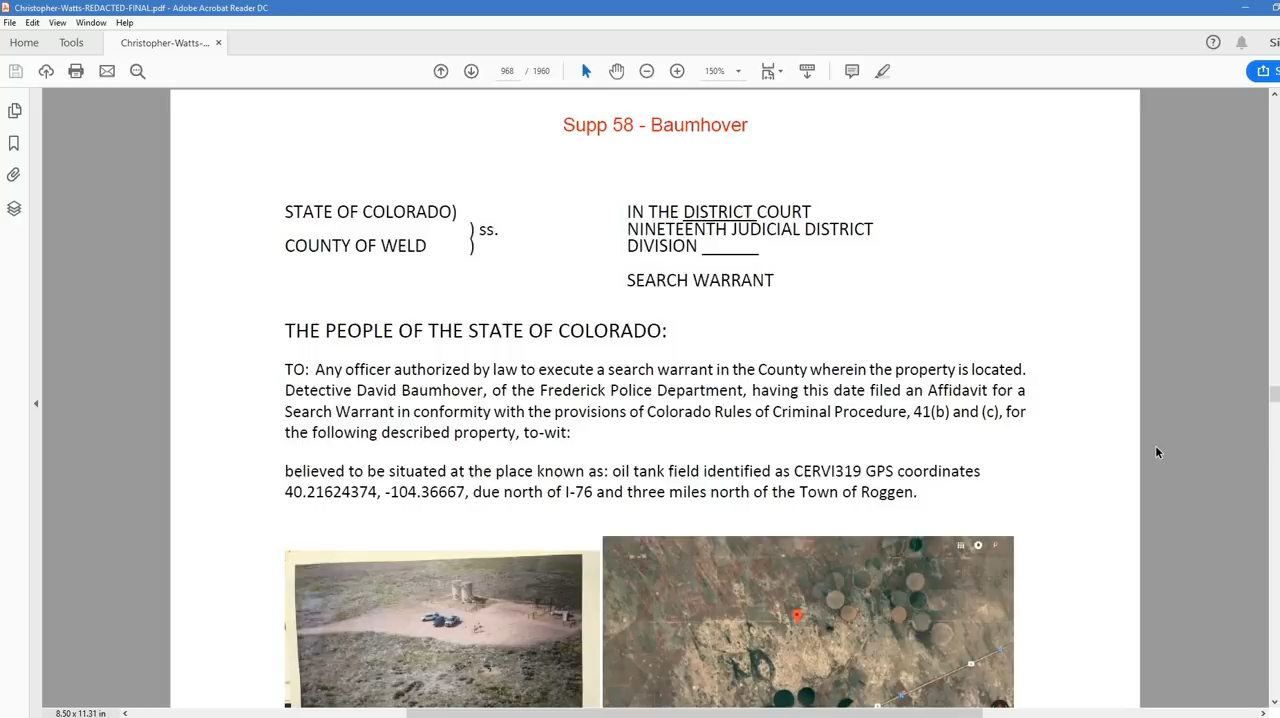 Christopher-Watts-REDACTED-FINAL.pdf - Adobe Acrobat Reader DC
File Edit View Window Help
Home Tools Christopher-Watts-... ×
968 / 1960 150%
Supp 58 - Baumhover
STATE OF COLORADO)
) ss.
COUNTY OF WELD )
IN THE DISTRICT COURT
NINETEENTH JUDICIAL DISTRICT
DIVISION ______
SEARCH WARRANT
THE PEOPLE OF THE STATE OF COLORADO:
TO: Any officer authorized by law to execute a search warrant in the County wherein the property is located.
Detective David Baumhover, of the Frederick Police Department, having this date filed an Affidavit for a
Search Warrant in conformity with the provisions of Colorado Rules of Criminal Procedure, 41(b) and (c), for
the following described property, to-wit:
believed to be situated at the place known as: oil tank field identified as CERVI319 GPS coordinates
40.21624374, -104.36667, due north of I-76 and three miles north of the Town of Roggen.
8.50 x 11.31 in